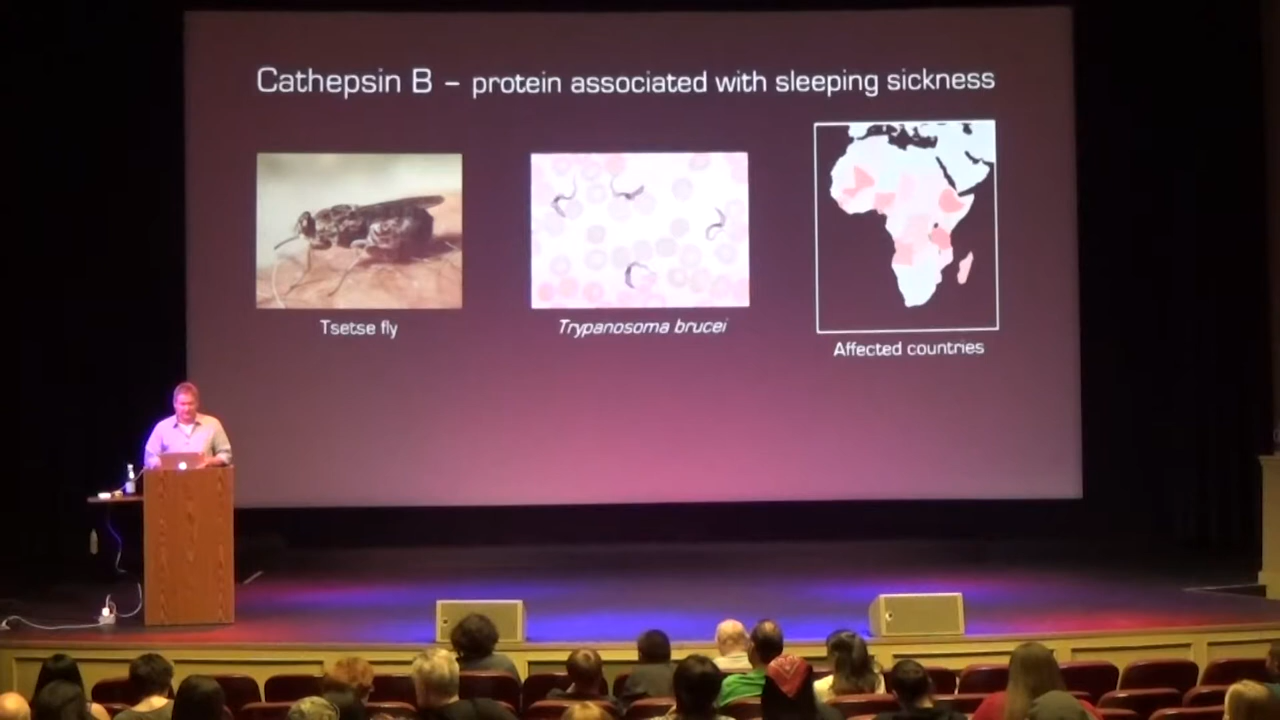 Cathepsin B – protein associated with sleeping sickness
Tsetse fly
Trypanosoma brucei
Affected countries